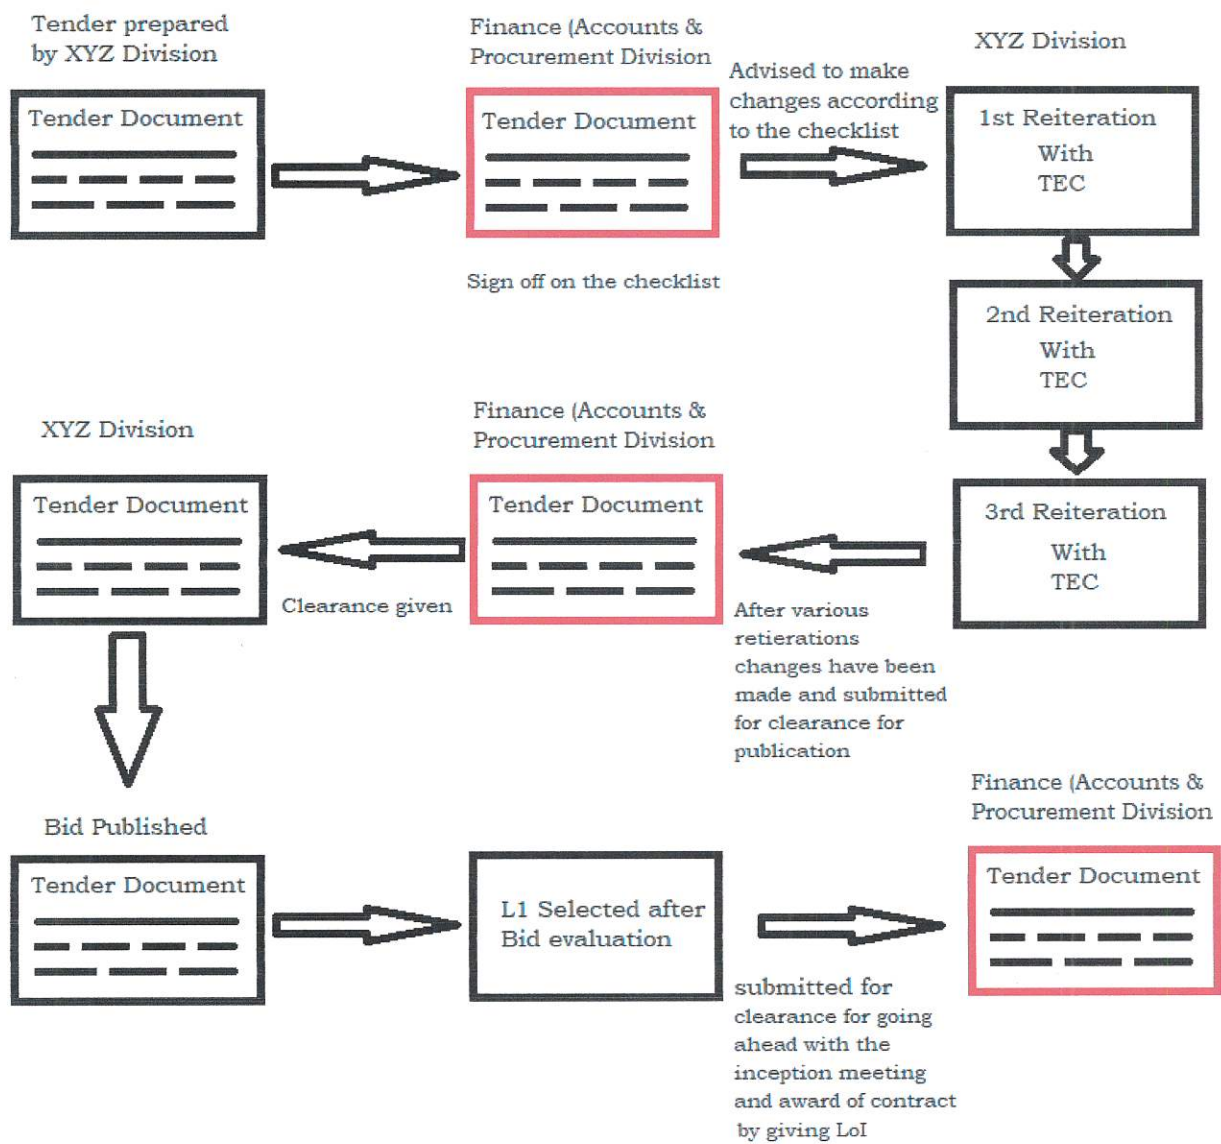 Tender prepared
by XYZ Division
Tender Document
Finance (Accounts &
Procurement Division
Tender Document
Sign off on the checklist
Advised to make
changes according
to the checklist
XYZ Division
1st Reiteration
With
TEC
2nd Reiteration
With
TEC
3rd Reiteration
With
TEC
After various
retierations
changes have been
made and submitted
for clearance for
publication
Finance (Accounts &
Procurement Division
Tender Document
Clearance given
XYZ Division
Tender Document
Bid Published
Tender Document
L1 Selected after
Bid evaluation
submitted for
clearance for going
ahead with the
inception meeting
and award of contract
by giving LoI
Finance (Accounts &
Procurement Division
Tender Document